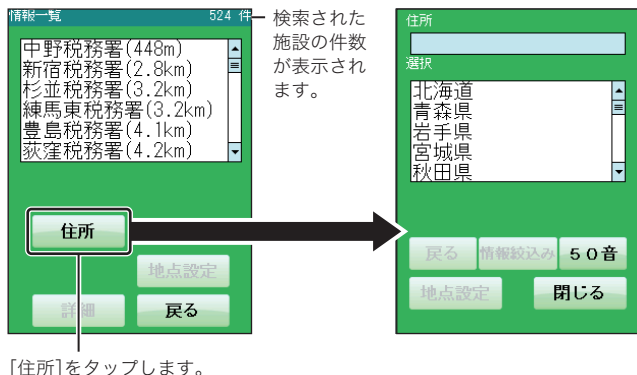 情報一覧 524 件
中野税務署(448m)
新宿税務署(2.8km)
杉並税務署(3.2km)
練馬東税務署(3.2km)
豊島税務署(4.1km)
荻窪税務署(4.2km)
住所
地点設定
詳細 戻る
検索された
施設の件数
が表示され
ます。
[住所]をタップします。
住所
選択
北海道
青森県
岩手県
宮城県
秋田県
戻る 情報絞込み 50音
地点設定 閉じる